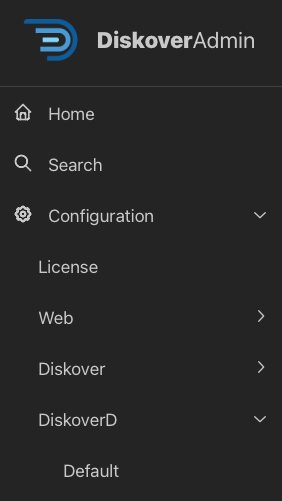 DiskoverAdmin
Home
Search
Configuration
License
Web
Diskover
DiskoverD
Default